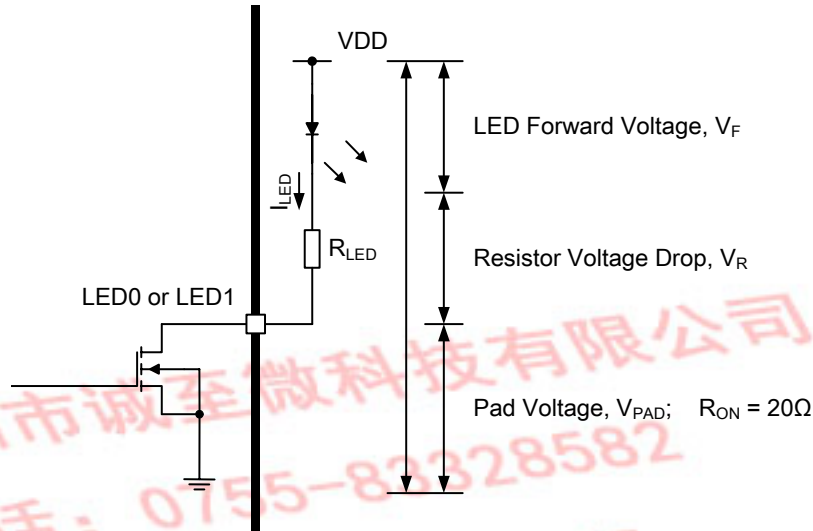 VDD
LED Forward Voltage, VF
ILED
RLED
Resistor Voltage Drop, VR
LED0 or LED1
Pad Voltage, VPAD; RON = 20Ω
市诚至微科技有限公司
: 0755-83328582